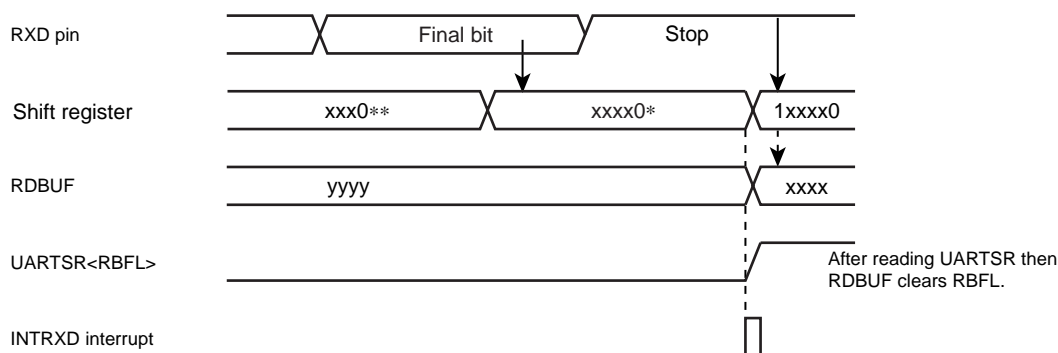 RXD pin Final bit Stop
Shift register xxx0** xxxx0* 1xxxx0
RDBUF yyyy xxxx
UARTSR<RBFL> After reading UARTSR then
RDBUF clears RBFL.
INTRXD interrupt